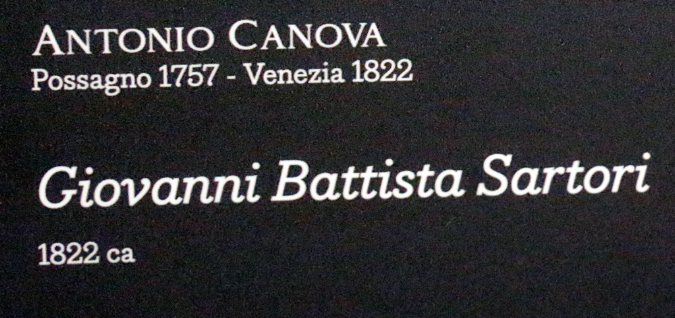 ANTONIO CANOVA
Possagno 1757 - Venezia 1822
Giovanni Battista Sartori
1822 ca